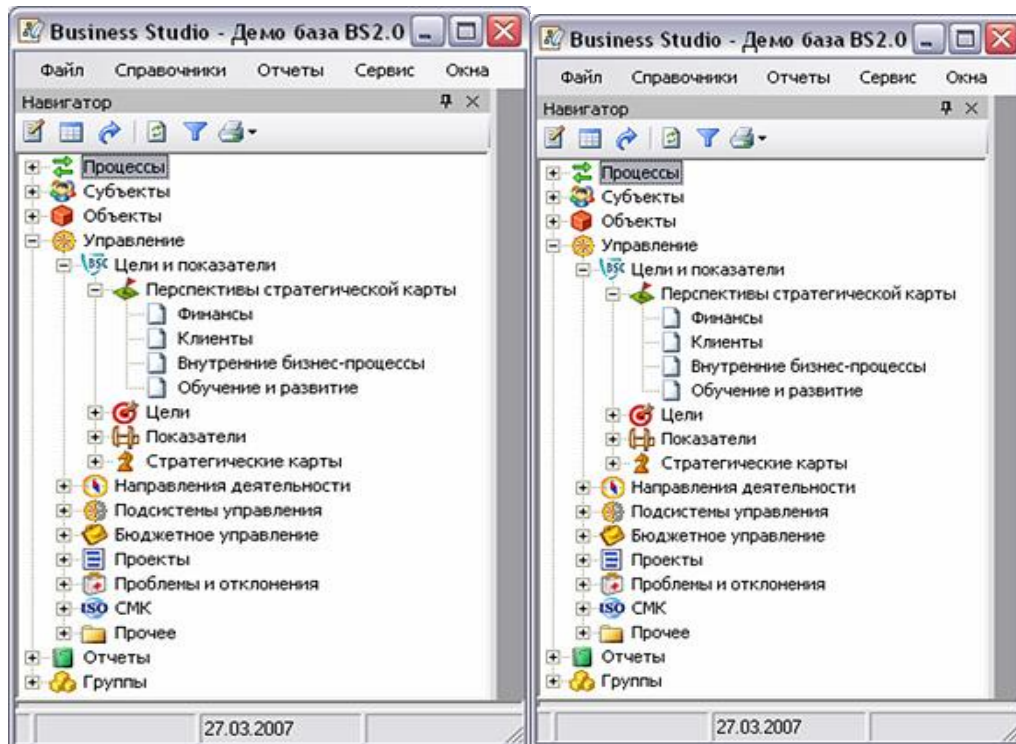 Business Studio - Демо база BS2.0
Файл Справочники Отчеты Сервис Окна
Навигатор
Процессы
Субъекты
Объекты
Управление
BSC Цели и показатели
Перспективы стратегической карты
Финансы
Клиенты
Внутренние бизнес-процессы
Обучение и развитие
Цели
Показатели
Стратегические карты
Направления деятельности
Подсистемы управления
Бюджетное управление
Проекты
Проблемы и отклонения
ISO СМК
Прочее
Отчеты
Группы
27.03.2007
Business Studio - Демо база BS2.0
Файл Справочники Отчеты Сервис Окна
Навигатор
Процессы
Субъекты
Объекты
Управление
BSC Цели и показатели
Перспективы стратегической карты
Финансы
Клиенты
Внутренние бизнес-процессы
Обучение и развитие
Цели
Показатели
Стратегические карты
Направления деятельности
Подсистемы управления
Бюджетное управление
Проекты
Проблемы и отклонения
ISO СМК
Прочее
Отчеты
Группы
27.03.2007